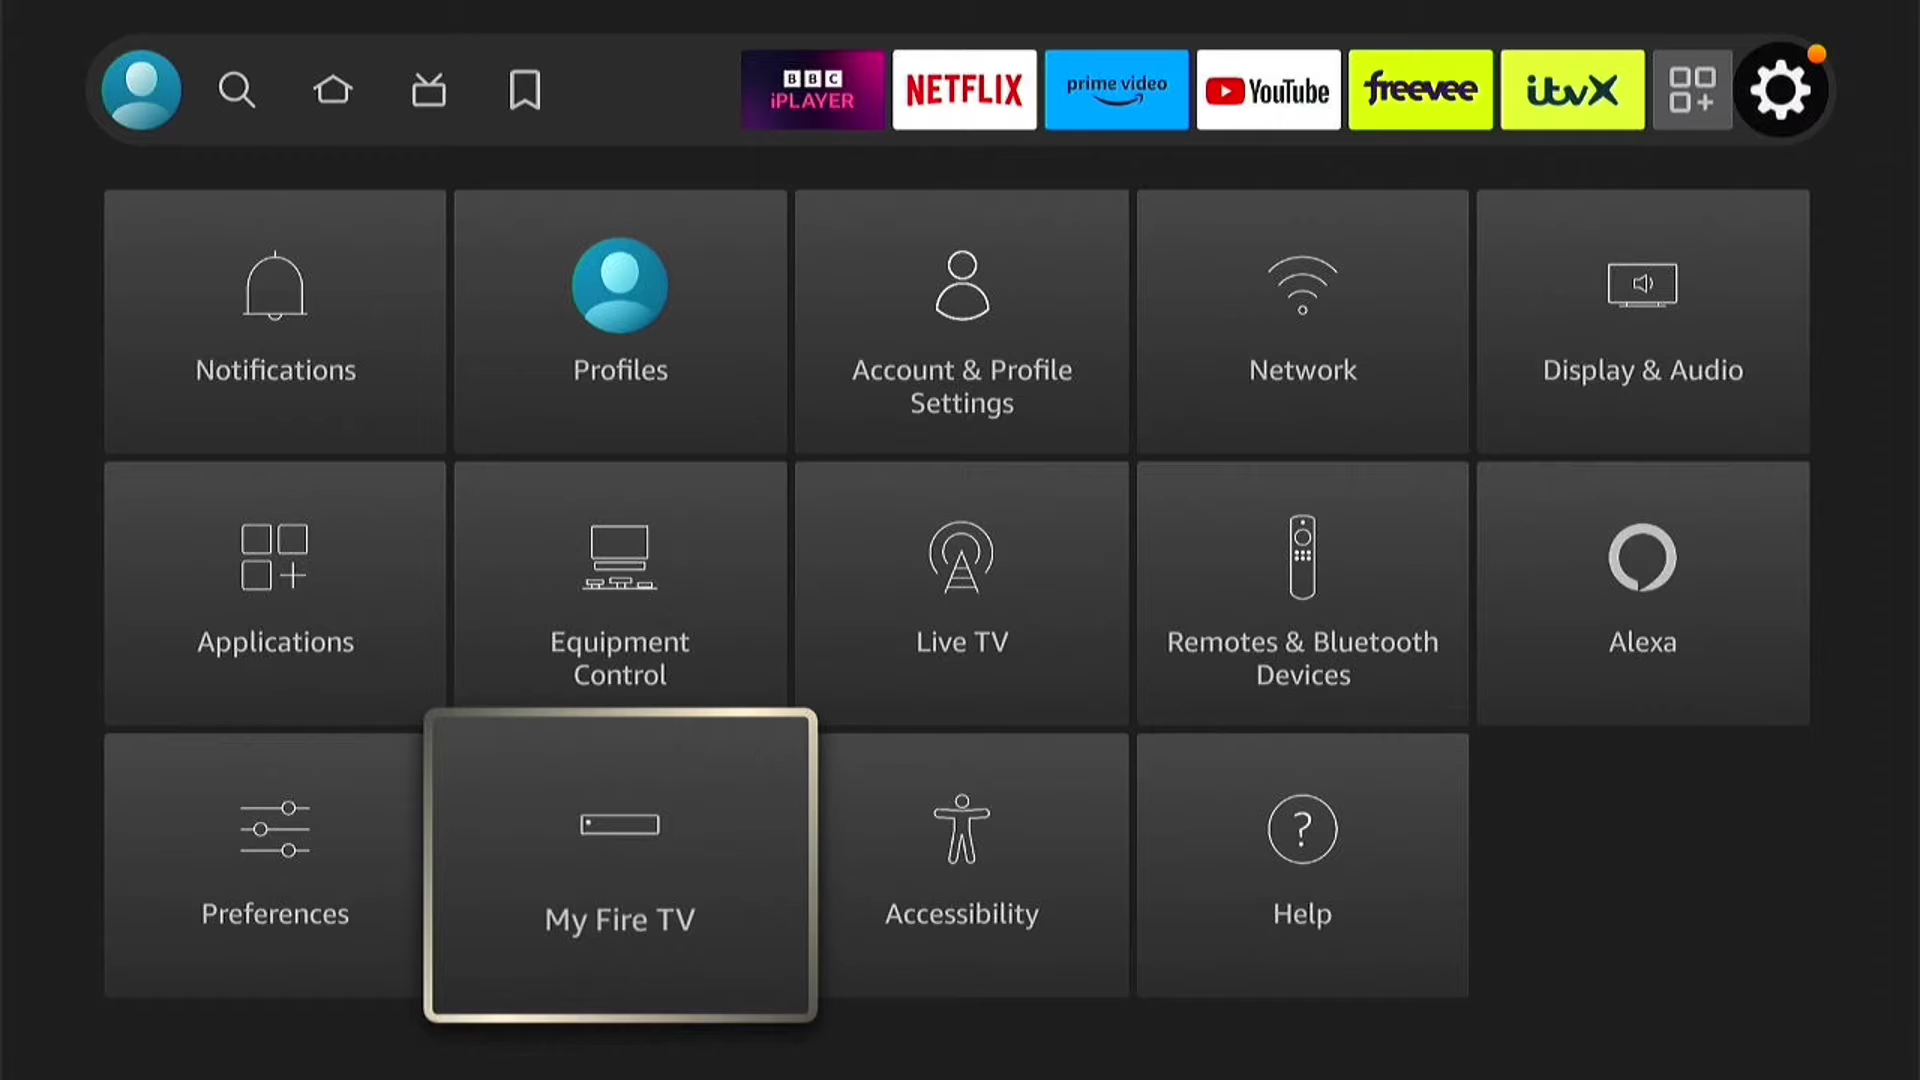 BBC
iPLAYER
NETFLIX
prime video
YouTube
freevee
itvX
Notifications
Profiles
Account & Profile
Settings
Network
Display & Audio
Applications
Equipment
Control
Live TV
Remotes & Bluetooth
Devices
Alexa
Preferences
My Fire TV
Accessibility
?
Help